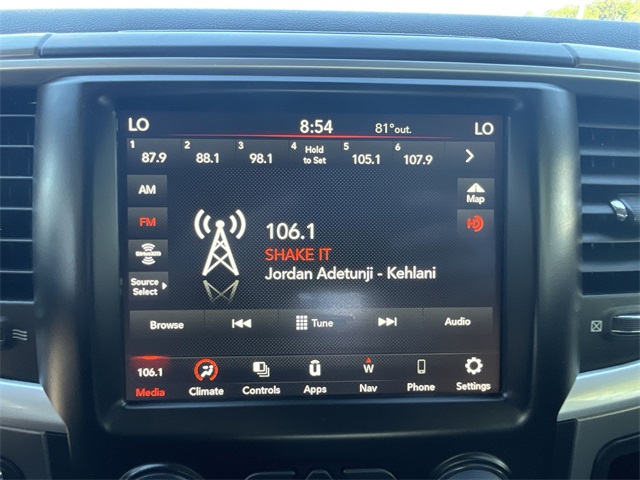 LO 8:54 81°out. LO
1 87.9 2 88.1 3 98.1 4 Hold to Set 5 105.1 6 107.9
AM
Map
FM
HD
106.1
SHAKE IT
Jordan Adetunji - Kehlani
SiriusXM
Source
Select
Browse Tune Audio
106.1 W
Media Climate Controls Apps Nav Phone Settings